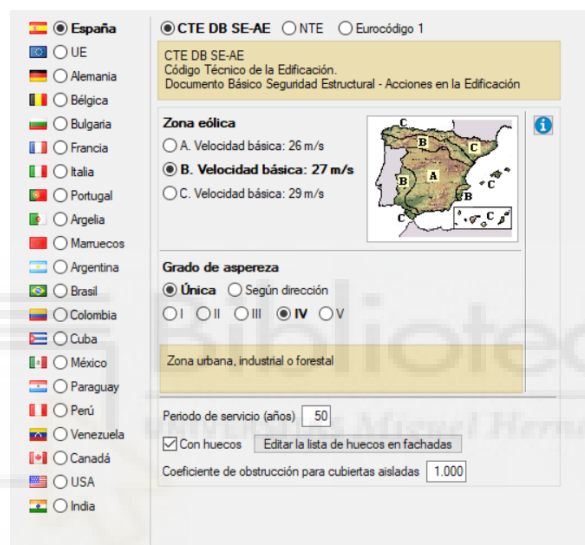 España
UE
Alemania
Bélgica
Bulgaria
Francia
Italia
Portugal
Argelia
Marruecos
Argentina
Brasil
Colombia
Cuba
México
Paraguay
Perú
Venezuela
Canadá
USA
India
CTE DB SE-AE NTE Eurocódigo 1
CTE DB SE-AE
Código Técnico de la Edificación.
Documento Básico Seguridad Estructural - Acciones en la Edificación
Zona eólica
A. Velocidad básica: 26 m/s
B. Velocidad básica: 27 m/s
C. Velocidad básica: 29 m/s
C
B
C
A
B
C
B
C
C
Grado de aspereza
Única Según dirección
I II III IV V
Zona urbana, industrial o forestal
Periodo de servicio (años) 50
Con huecos Editar la lista de huecos en fachadas
Coeficiente de obstrucción para cubiertas aisladas 1.000
Bibliotec
Miguel Hern